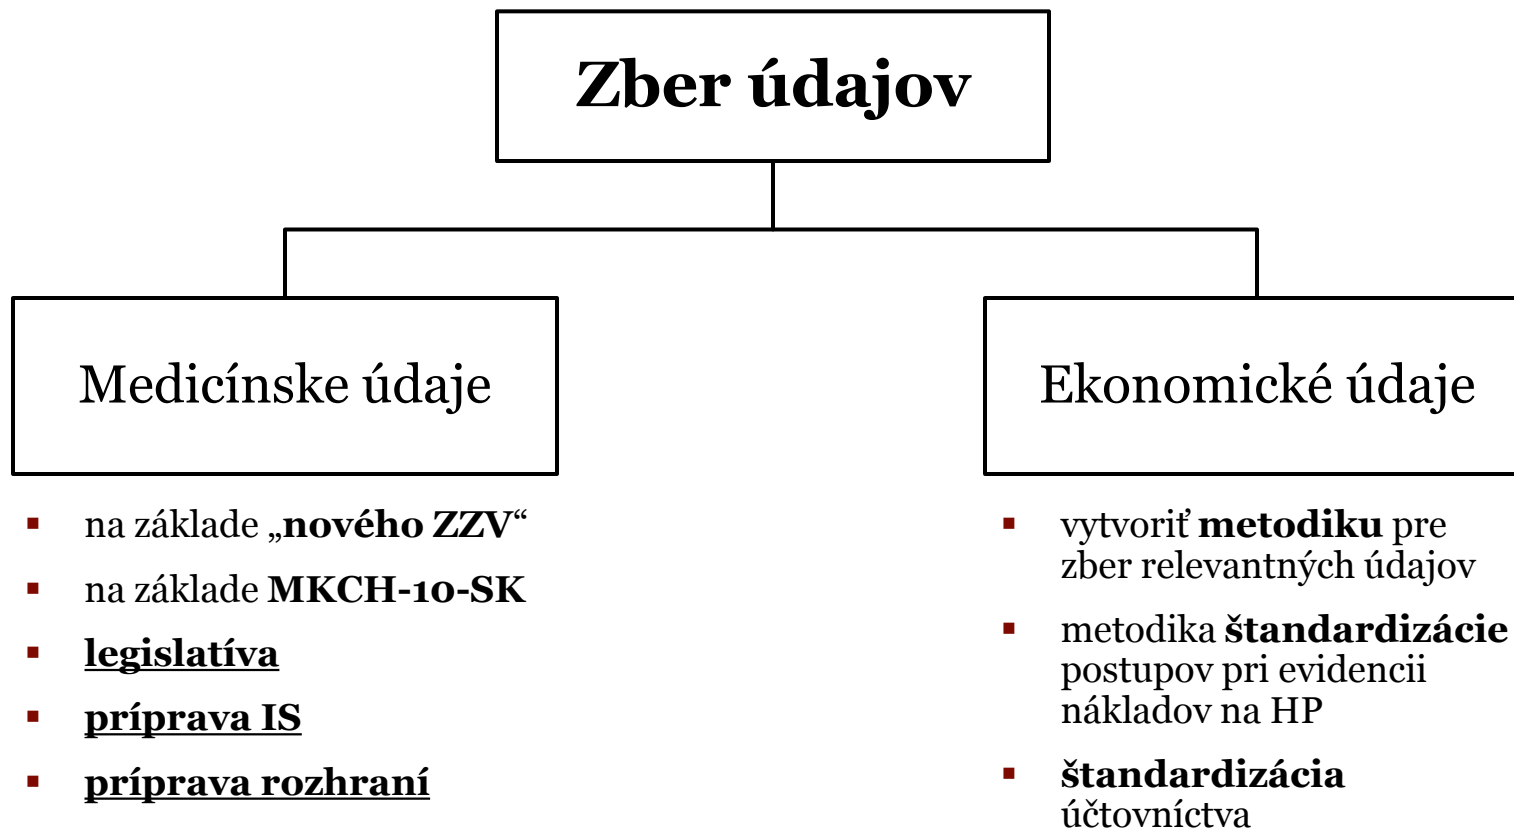 Zber údajov
Medicínske údaje
▪ na základe „nového ZZV“
▪ na základe MKCH-10-SK
▪ legislatíva
▪ príprava IS
▪ príprava rozhraní
Ekonomické údaje
▪ vytvoriť metodiku pre
zber relevantných údajov
▪ metodika štandardizácie
postupov pri evidencii
nákladov na HP
▪ štandardizácia
účtovníctva